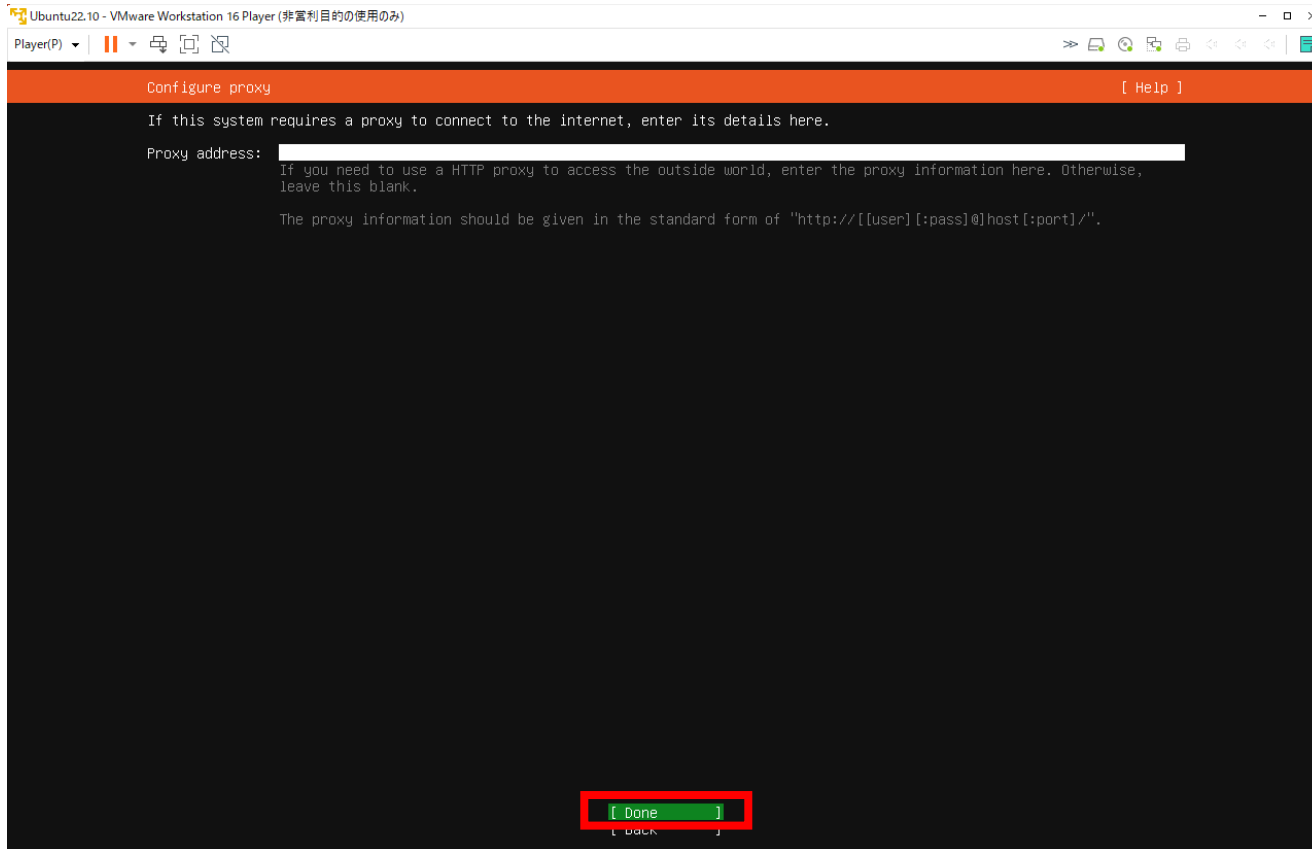 Ubuntu22.10 - VMware Workstation 16 Player (非営利目的の使用のみ)
Player(P)
Configure proxy [ Help ]
If this system requires a proxy to connect to the internet, enter its details here.
Proxy address:
If you need to use a HTTP proxy to access the outside world, enter the proxy information here. Otherwise,
leave this blank.
The proxy information should be given in the standard form of "http://[[user][:pass]@]host[:port]/".
[ Done ]
[ Back ]